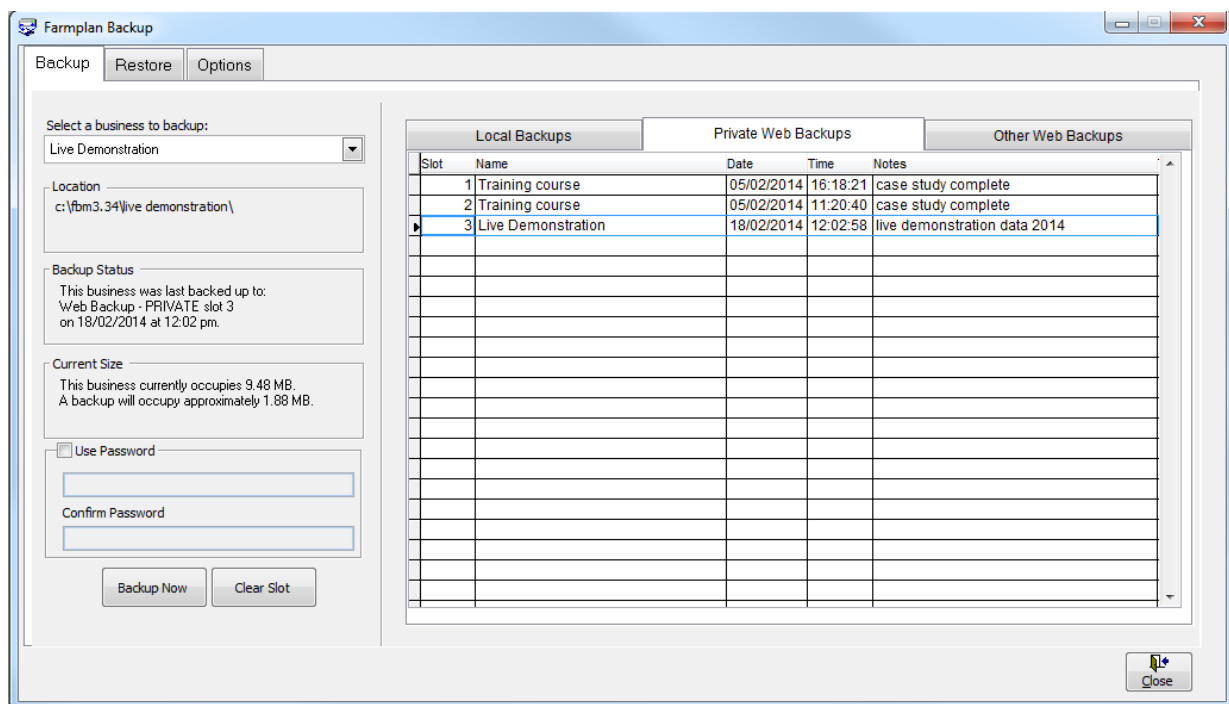 Farmplan Backup
Backup Restore Options
Select a business to backup:
Live Demonstration
Location
c:\fbm3.34\live demonstration\
Backup Status
This business was last backed up to:
Web Backup - PRIVATE slot 3
on 18/02/2014 at 12:02 pm.
Current Size
This business currently occupies 9.48 MB.
A backup will occupy approximately 1.88 MB.
Use Password
Confirm Password
Backup Now Clear Slot
Local Backups Private Web Backups Other Web Backups
Slot Name Date Time Notes
1 Training course 05/02/2014 16:18:21 case study complete
2 Training course 05/02/2014 11:20:40 case study complete
3 Live Demonstration 18/02/2014 12:02:58 live demonstration data 2014
Close